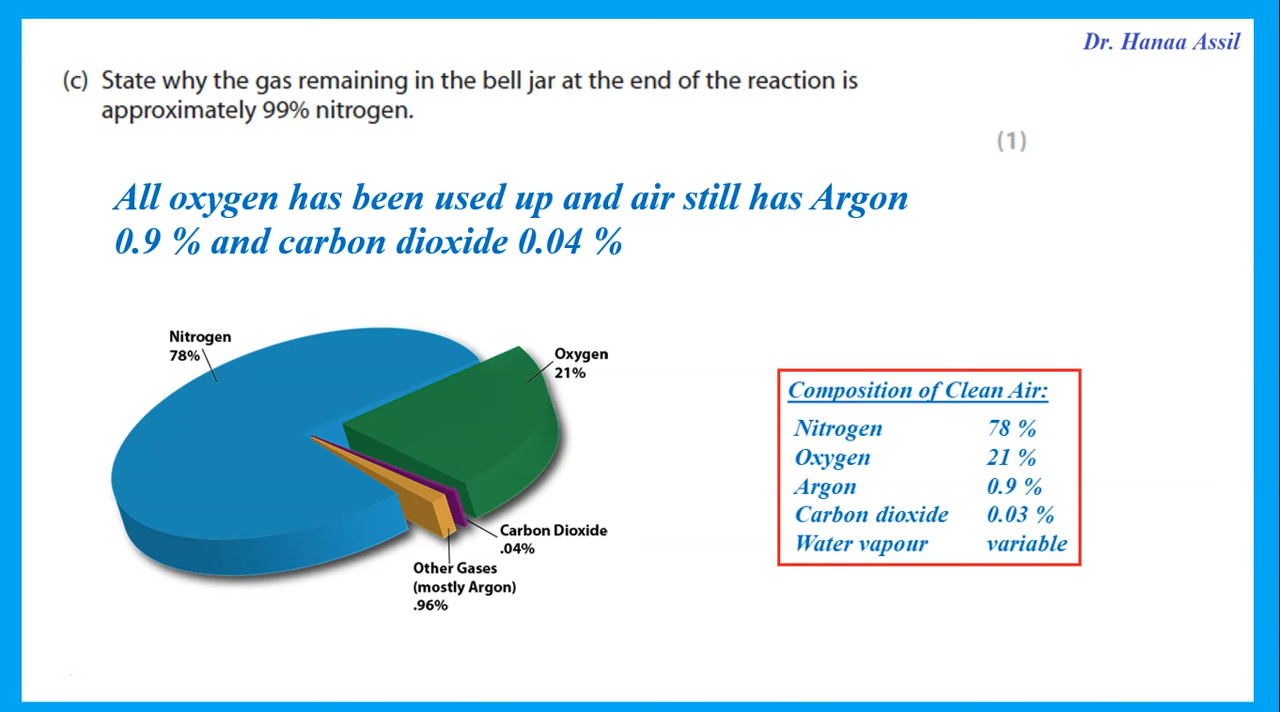 Dr. Hanaa Assil
(c) State why the gas remaining in the bell jar at the end of the reaction is
approximately 99% nitrogen.
(1)
All oxygen has been used up and air still has Argon
0.9 % and carbon dioxide 0.04 %
Nitrogen
78%
Oxygen
21%
Carbon Dioxide
.04%
Other Gases
(mostly Argon)
.96%
Composition of Clean Air:
Nitrogen 78 %
Oxygen 21 %
Argon 0.9 %
Carbon dioxide 0.03 %
Water vapour variable